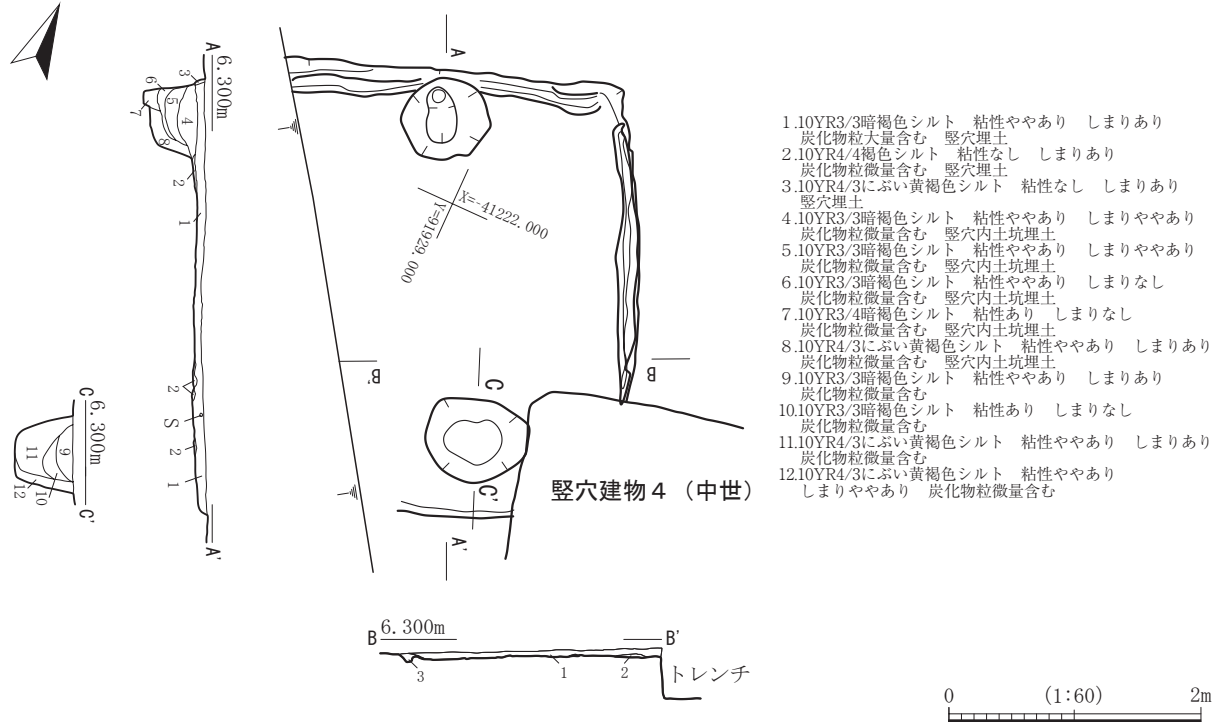 A
6.300m
3
6
5
4
7
8
2
1
2
S
2
1
A'
C
6.300m
9
11
10
12
C'
A
X=-41222.000
Y=91929.000
B'
B
C
C'
A'
竪穴建物4（中世）
B 6.300m B'
3 1 2 トレンチ
1.10YR3/3暗褐色シルト　粘性ややあり　しまりあり
炭化物粒大量含む　竪穴埋土
2.10YR4/4褐色シルト　粘性なし　しまりあり
炭化物粒微量含む　竪穴埋土
3.10YR4/3にぶい黄褐色シルト　粘性なし　しまりあり
竪穴埋土
4.10YR3/3暗褐色シルト　粘性ややあり　しまりややあり
炭化物粒微量含む　竪穴内土坑埋土
5.10YR3/3暗褐色シルト　粘性ややあり　しまりややあり
炭化物粒微量含む　竪穴内土坑埋土
6.10YR3/3暗褐色シルト　粘性ややあり　しまりなし
炭化物粒微量含む　竪穴内土坑埋土
7.10YR3/4暗褐色シルト　粘性あり　しまりなし
炭化物粒微量含む　竪穴内土坑埋土
8.10YR4/3にぶい黄褐色シルト　粘性ややあり　しまりあり
炭化物粒微量含む　竪穴内土坑埋土
9.10YR3/3暗褐色シルト　粘性ややあり　しまりあり
炭化物粒微量含む
10.10YR3/3暗褐色シルト　粘性あり　しまりなし
炭化物粒微量含む
11.10YR4/3にぶい黄褐色シルト　粘性ややあり　しまりあり
炭化物粒微量含む
12.10YR4/3にぶい黄褐色シルト　粘性ややあり
しまりややあり　炭化物粒微量含む
0 (1:60) 2m